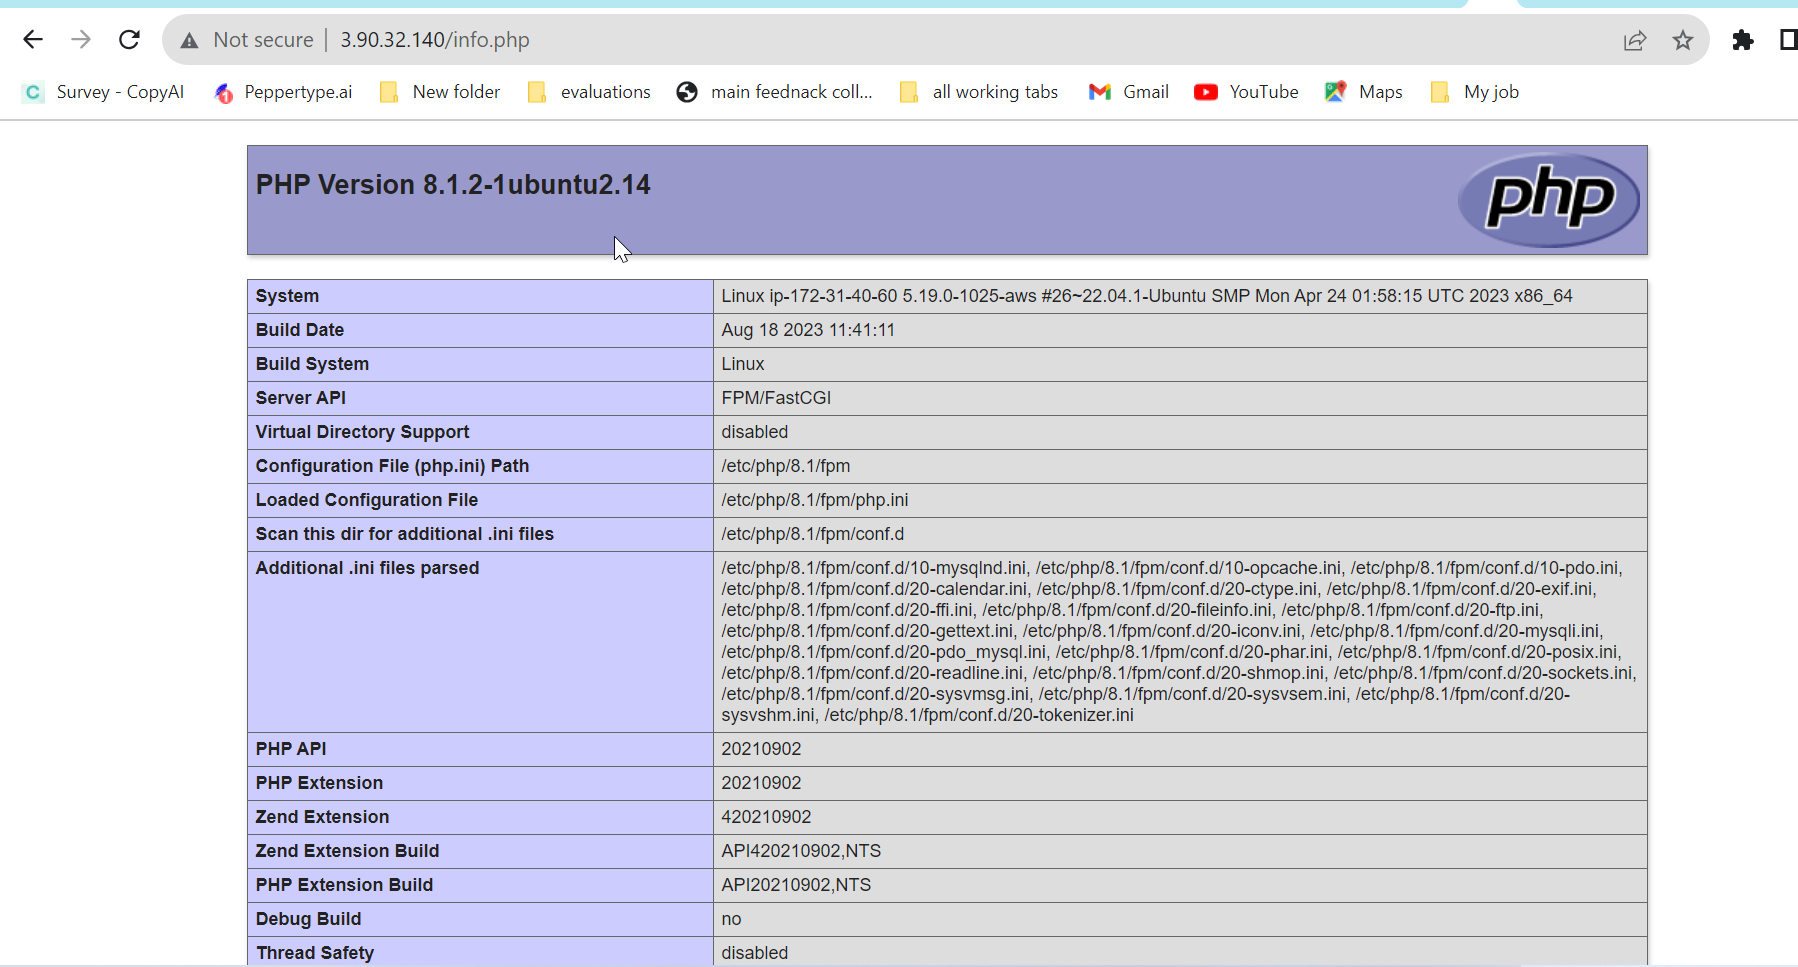 Not secure | 3.90.32.140/info.php
C Survey - CopyAI 1 Peppertype.ai New folder evaluations main feednack coll... all working tabs Gmail YouTube Maps My job
PHP Version 8.1.2-1ubuntu2.14
php
System Linux ip-172-31-40-60 5.19.0-1025-aws #26~22.04.1-Ubuntu SMP Mon Apr 24 01:58:15 UTC 2023 x86_64
Build Date Aug 18 2023 11:41:11
Build System Linux
Server API FPM/FastCGI
Virtual Directory Support disabled
Configuration File (php.ini) Path /etc/php/8.1/fpm
Loaded Configuration File /etc/php/8.1/fpm/php.ini
Scan this dir for additional .ini files /etc/php/8.1/fpm/conf.d
Additional .ini files parsed /etc/php/8.1/fpm/conf.d/10-mysqlnd.ini, /etc/php/8.1/fpm/conf.d/10-opcache.ini, /etc/php/8.1/fpm/conf.d/10-pdo.ini,
/etc/php/8.1/fpm/conf.d/20-calendar.ini, /etc/php/8.1/fpm/conf.d/20-ctype.ini, /etc/php/8.1/fpm/conf.d/20-exif.ini,
/etc/php/8.1/fpm/conf.d/20-ffi.ini, /etc/php/8.1/fpm/conf.d/20-fileinfo.ini, /etc/php/8.1/fpm/conf.d/20-ftp.ini,
/etc/php/8.1/fpm/conf.d/20-gettext.ini, /etc/php/8.1/fpm/conf.d/20-iconv.ini, /etc/php/8.1/fpm/conf.d/20-mysqli.ini,
/etc/php/8.1/fpm/conf.d/20-pdo_mysql.ini, /etc/php/8.1/fpm/conf.d/20-phar.ini, /etc/php/8.1/fpm/conf.d/20-posix.ini,
/etc/php/8.1/fpm/conf.d/20-readline.ini, /etc/php/8.1/fpm/conf.d/20-shmop.ini, /etc/php/8.1/fpm/conf.d/20-sockets.ini,
/etc/php/8.1/fpm/conf.d/20-sysvmsg.ini, /etc/php/8.1/fpm/conf.d/20-sysvsem.ini, /etc/php/8.1/fpm/conf.d/20-
sysvshm.ini, /etc/php/8.1/fpm/conf.d/20-tokenizer.ini
PHP API 20210902
PHP Extension 20210902
Zend Extension 420210902
Zend Extension Build API420210902,NTS
PHP Extension Build API20210902,NTS
Debug Build no
Thread Safety disabled